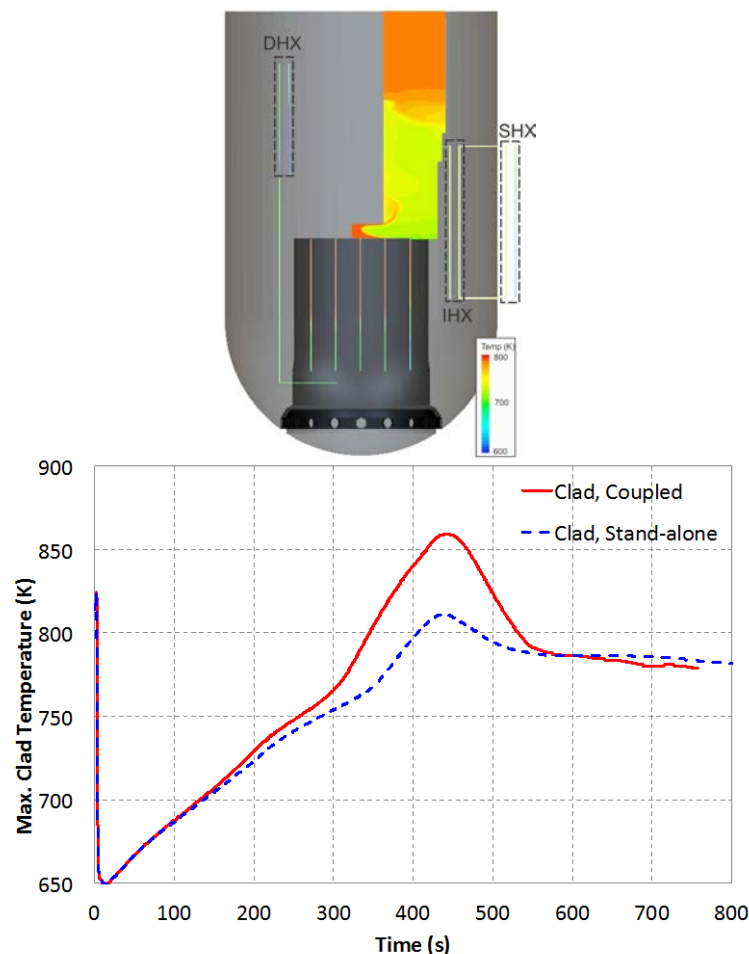 DHX
SHX
IHX
Temp (K)
800
700
600
900
850
800
750
700
650
Max. Clad Temperature (K)
Clad, Coupled
Clad, Stand-alone
0 100 200 300 400 500 600 700 800
Time (s)